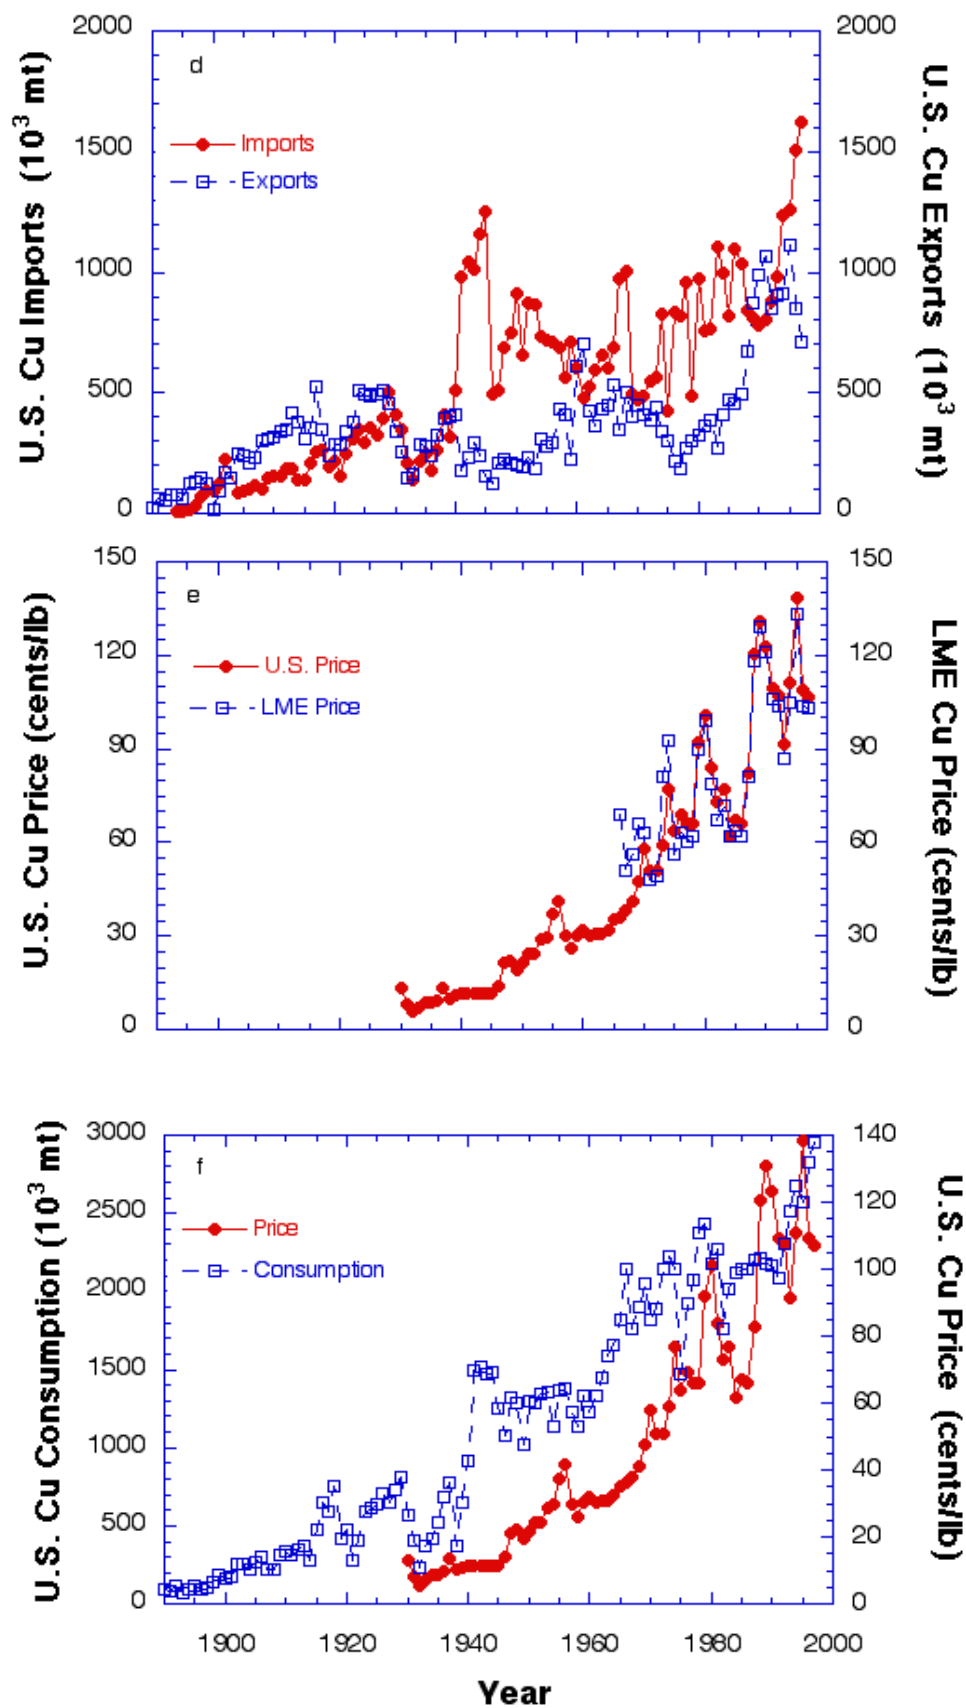 2000
1500
1000
500
0
U.S. Cu Imports (10³ mt)
d
Imports
Exports
2000
1500
1000
500
0
U.S. Cu Exports (10³ mt)
150
120
90
60
30
0
U.S. Cu Price (cents/lb)
e
U.S. Price
LME Price
150
120
90
60
30
0
LME Cu Price (cents/lb)
3000
2500
2000
1500
1000
500
0
U.S. Cu Consumption (10³ mt)
f
Price
Consumption
140
120
100
80
60
40
20
0
U.S. Cu Price (cents/lb)
1900 1920 1940 1960 1980 2000
Year